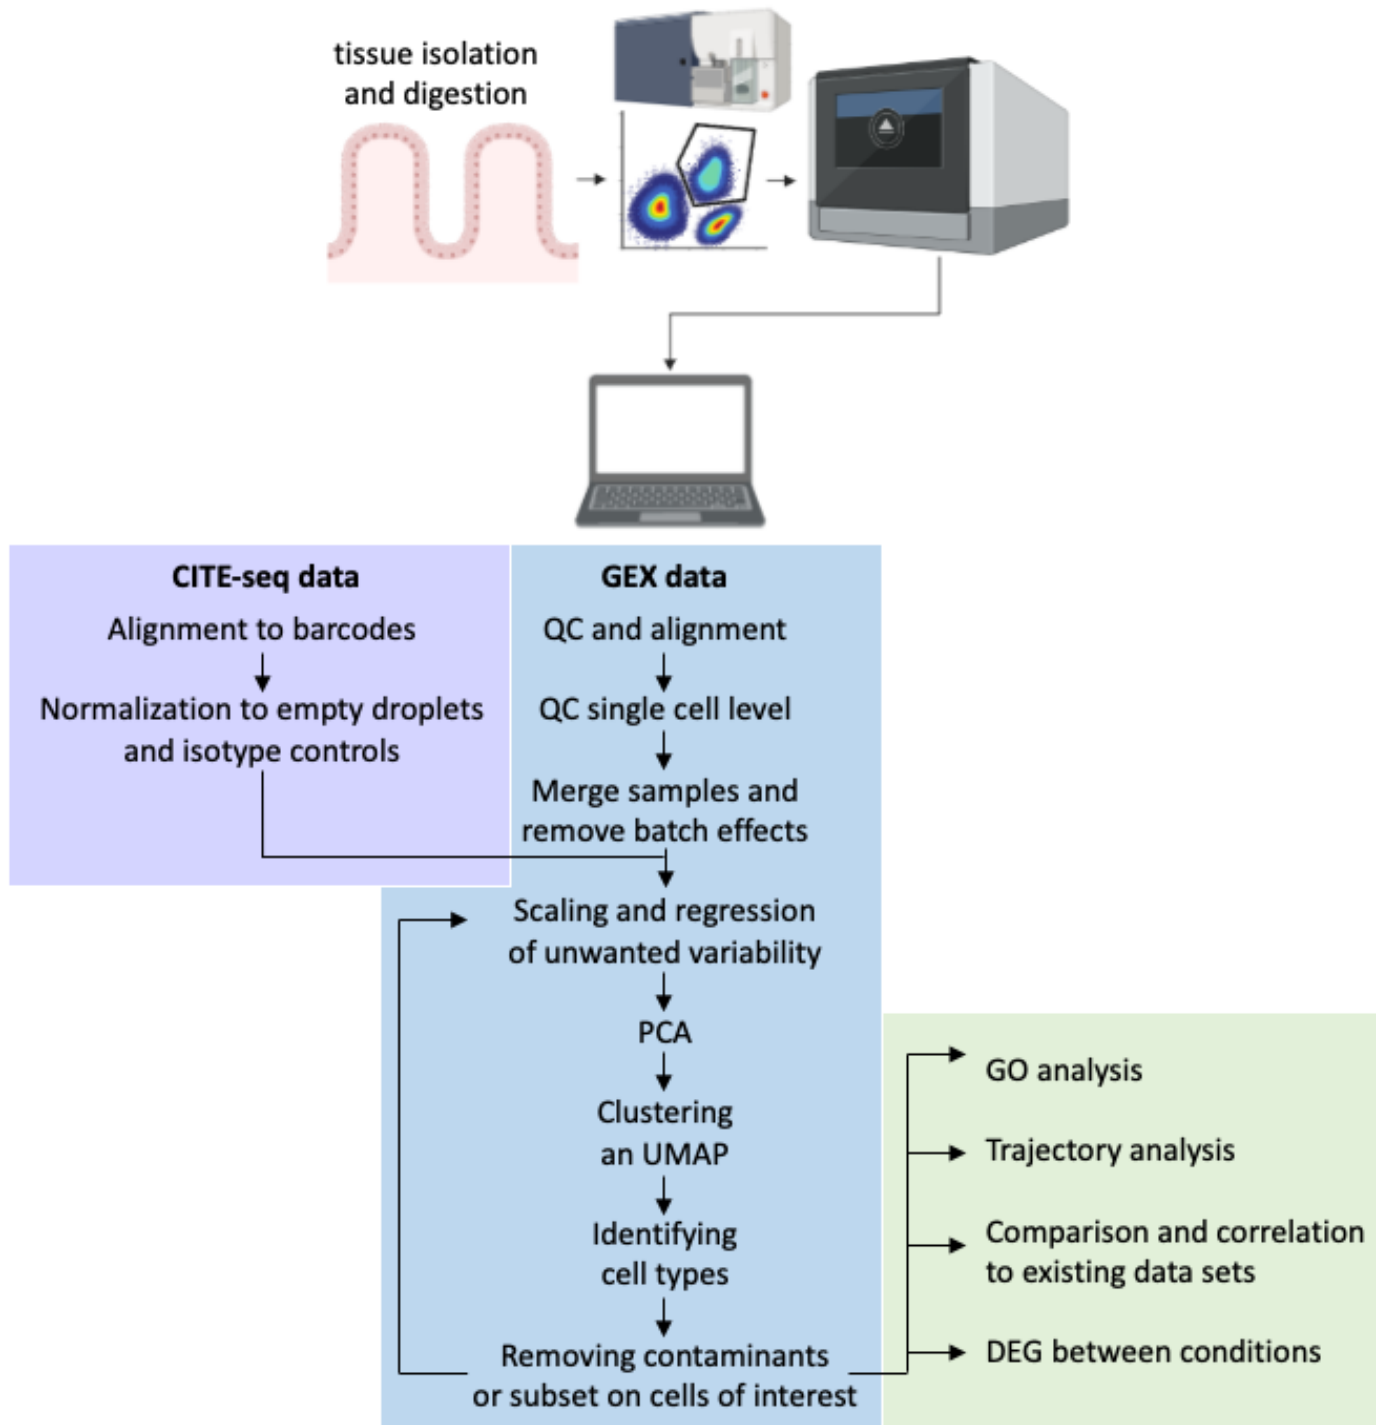 tissue isolation
and digestion
CITE-seq data
Alignment to barcodes
Normalization to empty droplets
and isotype controls
GEX data
QC and alignment
QC single cell level
Merge samples and
remove batch effects
Scaling and regression
of unwanted variability
PCA
Clustering
an UMAP
Identifying
cell types
Removing contaminants
or subset on cells of interest
GO analysis
Trajectory analysis
Comparison and correlation
to existing data sets
DEG between conditions